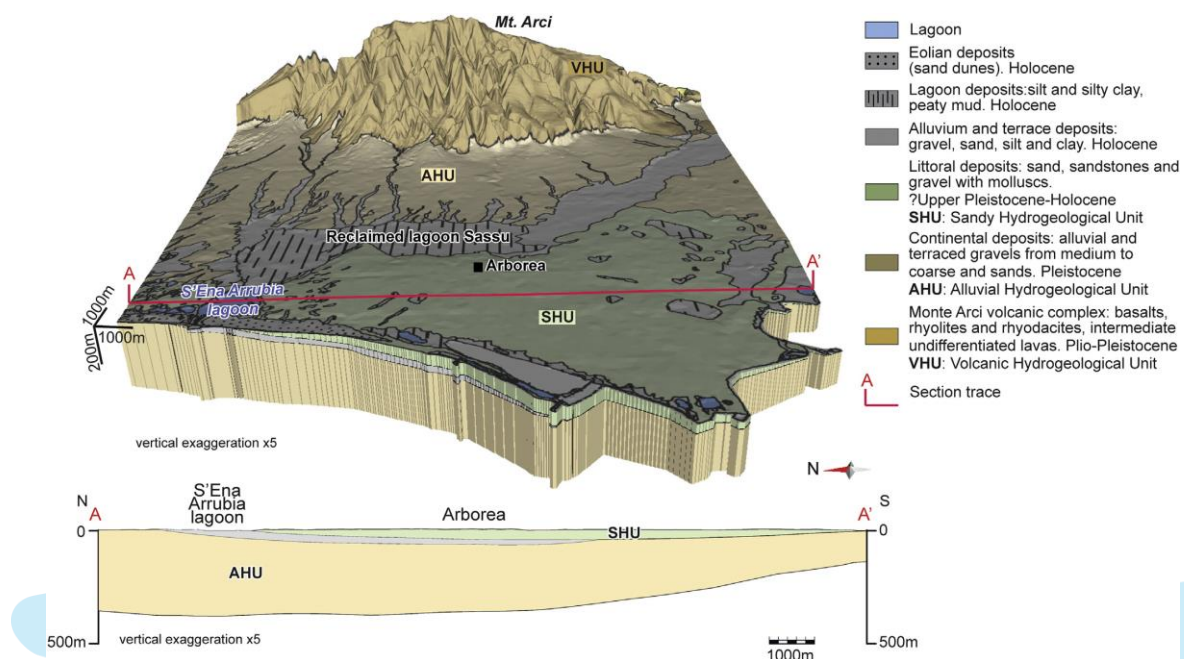 Mt. Arci
VHU
AHU
Reclaimed lagoon Sassu
Arborea
A
A'
S'Ena Arrubia
lagoon
SHU
1000m
1000m
200m
vertical exaggeration x5
N
Lagoon
Eolian deposits
(sand dunes). Holocene
Lagoon deposits:silt and silty clay,
peaty mud. Holocene
Alluvium and terrace deposits:
gravel, sand, silt and clay. Holocene
Littoral deposits: sand, sandstones and
gravel with molluscs.
?Upper Pleistocene-Holocene
SHU: Sandy Hydrogeological Unit
Continental deposits: alluvial and
terraced gravels from medium to
coarse and sands. Pleistocene
AHU: Alluvial Hydrogeological Unit
Monte Arci volcanic complex: basalts,
rhyolites and rhyodacites, intermediate
undifferentiated lavas. Plio-Pleistocene
VHU: Volcanic Hydrogeological Unit
A
Section trace
N
A
S'Ena
Arrubia
lagoon
Arborea
S
A'
0
SHU
0
AHU
500m
vertical exaggeration x5
1000m
500m